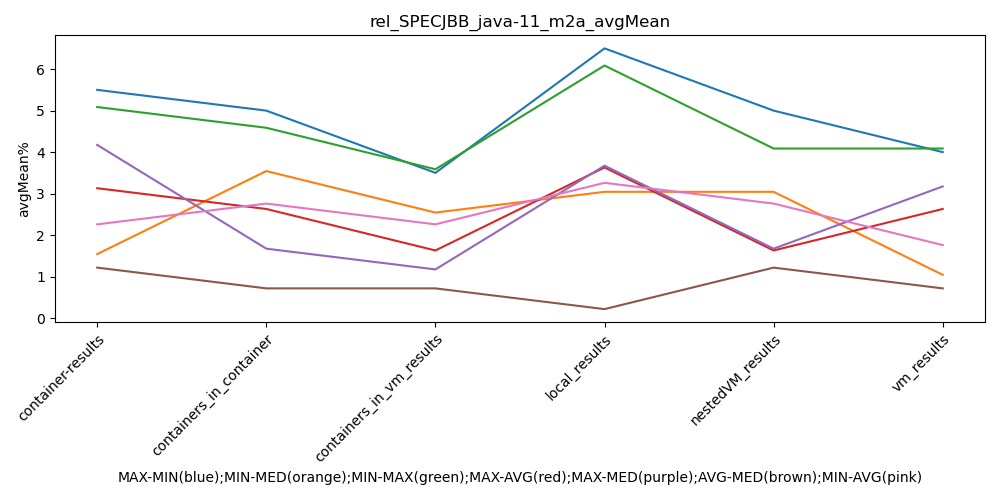 rel_SPECJBB_java-11_m2a_avgMean
avgMean%
6
5
4
3
2
1
0
container-results
containers_in_container
containers_in_vm_results
local_results
nestedVM_results
vm_results
MAX-MIN(blue);MIN-MED(orange);MIN-MAX(green);MAX-AVG(red);MAX-MED(purple);AVG-MED(brown);MIN-AVG(pink)